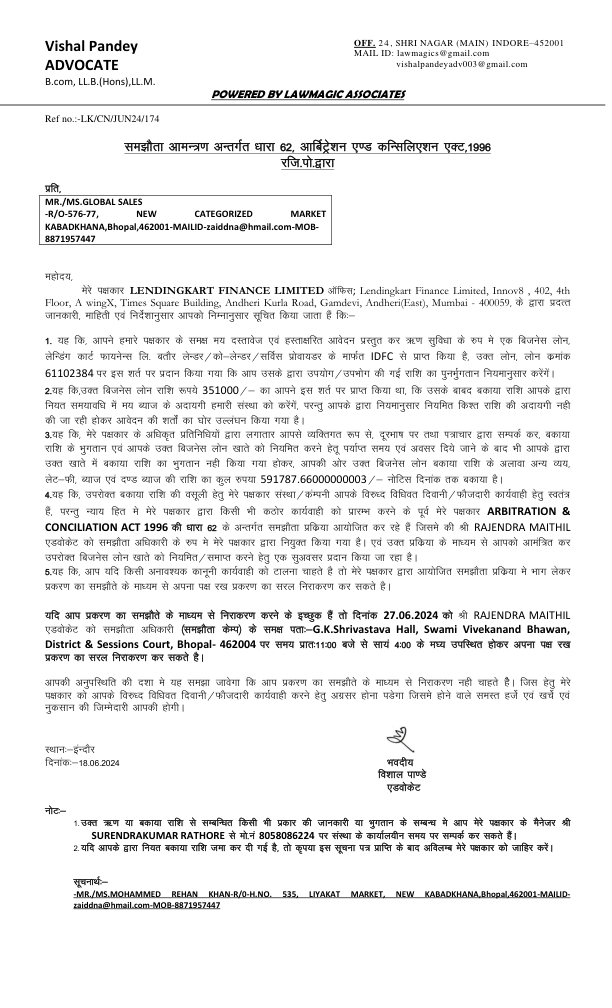 Vishal Pandey
ADVOCATE
B.com, LL.B.(Hons),LL.M.
OFF. 24, SHRI NAGAR (MAIN) INDORE–452001
MAIL ID: lawmagics@gmail.com
vishalpandeyadv003@gmail.com
POWERED BY LAWMAGIC ASSOCIATES
Ref no.:-LK/CN/JUN24/174
समझौता आमन्त्रण अन्तर्गत धारा 62, आर्बिट्रेशन एण्ड कन्सिलिएशन एक्ट,1996
रजि.पो.द्वारा
प्रति,
MR./MS.GLOBAL SALES
-R/O-576-77, NEW CATEGORIZED MARKET
KABADKHANA,Bhopal,462001-MAILID-zaiddna@hmail.com-MOB-
8871957447
महोदय,
मेरे पक्षकार LENDINGKART FINANCE LIMITED ऑफिस; Lendingkart Finance Limited, Innov8 , 402, 4th
Floor, A wingX, Times Square Building, Andheri Kurla Road, Gamdevi, Andheri(East), Mumbai - 400059, के द्वारा प्रदत्त
जानकारी, माहिती एवं निर्देशानुसार आपको निम्नानुसार सूचित किया जाता हैं कि:–
1. यह कि, आपने हमारे पक्षकार के समक्ष मय दस्तावेज एवं हस्ताक्षरित आवेदन प्रस्तुत कर ऋण सुविधा के रुप मे एक बिजनेस लोन,
लेन्डिंग कार्ट फायनेन्स लि. बतौर लेन्डर/को–लेन्डर/सर्विस प्रोवायडर के मार्फत IDFC से प्राप्त किया है, उक्त लोन, लोन क्रमांक
61102384 पर इस शर्त पर प्रदान किया गया कि आप उसके द्वारा उपयोग/उपभोग की गई राशि का पुनर्भुगतान नियमानुसार करेगें।
2.यह कि,उक्त बिजनेस लोन राशि रूपये 351000/– का आपने इस शर्त पर प्राप्त किया था, कि उसके बाबद बकाया राशि आपके द्वारा
नियत समयावधि में मय ब्याज के अदायगी हमारी संस्था को करेगें, परन्तु आपके द्वारा नियमानुसार नियमित किश्त राशि की अदायगी नही
की जा रही होकर आवेदन की शर्तों का घोर उल्लंघन किया गया है।
3.यह कि, मेरे पक्षकार के अधिकृत प्रतिनिधियों द्वारा लगातार आपसे व्यक्तिगत रूप से, दूरभाष पर तथा पत्राचार द्वारा सम्पर्क कर, बकाया
राशि के भुगतान एवं आपके उक्त बिजनेस लोन खाते को नियमित करने हेतू पर्याप्त समय एवं अवसर दिये जाने के बाद भी आपके द्वारा
उक्त खाते में बकाया राशि का भुगतान नही किया गया होकर, आपकी ओर उक्त बिजनेस बकाया राशि के अलावा अन्य व्यय,
लेट–फी, ब्याज एवं दण्ड ब्याज की राशि का कुल रुपया 591787.66000000003/– नोटिस दिनांक तक बकाया है।
4.यह कि, उपरोक्त बकाया राशि की वसूली हेतु मेरे पक्षकार संस्था/कंम्पनी आपके विरुध्द विधिवत दिवानी/फौजदारी कार्यवाही हेतु स्वतंत्र
हैं, परन्तु न्याय हित मे मेरे पक्षकार द्वारा किसी भी कठोर कार्यवाही को प्रारम्भ करने के पूर्व मेरे पक्षकार ARBITRATION &
CONCILIATION ACT 1996 की धारा 62 के अन्तर्गत समझौता प्रक्रिया आयोजित कर रहे हैं जिसमे की श्री RAJENDRA MAITHIL
एडवोकेट को समझौता अधिकारी के रुप मे मेरे पक्षकार द्वारा नियुक्त किया गया है। एवं उक्त प्रक्रिया के माध्यम से आपको आमंत्रित कर
उपरोक्त बिजनेस लोन खाते को नियमित/समाप्त करने हेतु एक सुअवसर प्रदान किया जा रहा है।
5.यह कि, आप यदि किसी अनावश्यक कानूनी कार्यवाही को टालना चाहते है तो मेरे पक्षकार द्वारा आयोजित समझौता प्रक्रिया मे भाग लेकर
प्रकरण का समझौते के माध्यम से अपना पक्ष रख प्रकरण का सरल निराकरण कर सकते है।
यदि आप प्रकरण का समझौते के माध्यम से निराकरण करने के इच्छुक हैं तो दिनांक 27.06.2024 को श्री RAJENDRA MAITHIL
एडवोकेट को समझौता अधिकारी (समझौता केम्प) के समक्ष पताः–G.K.Shrivastava Hall, Swami Vivekanand Bhawan,
District & Sessions Court, Bhopal- 462004 पर समय प्रातः11:00 बजे से सायं 4:00 के मध्य उपस्थित होकर अपना पक्ष रख
प्रकरण का सरल निराकरण कर सकते है।
आपकी अनुपस्थिति की दशा मे यह समझा जावेगा कि आप प्रकरण का समझौते के माध्यम से निराकरण नही चाहते हैै। जिस हेतु मेरे
पक्षकार को आपके विरुध्द विधिवत दिवानी/फौजदारी कार्यवाही करने हेतु अग्रसर होना पडेगा जिसमे होने वाले समस्त हर्जे एवं खर्चे एवं
नुकसान की जिम्मेदारी आपकी होगी।
स्थानः–इंन्दौर
दिनांकः–18.06.2024
भवदीय
विशाल पाण्डे
एडवोकेट
नोटः–
1.उक्त ऋण या बकाया राशि से सम्बन्धित किसी भी प्रकार की जानकारी या भुगतान के सम्बन्ध मे आप मेरे पक्षकार के मैनेजर श्री
SURENDRAKUMAR RATHORE से मो.नं 8058086224 पर संस्था के कार्यालयीन समय पर सम्पर्क कर सकते हैं।
2.यदि आपके द्वारा नियत बकाया राशि जमा कर दी गई है, तो कृपया इस सूचना पत्र प्राप्ति के बाद अविलम्ब मेरे पक्षकार को जाहिर करें।
सूचनार्थः–
-MR./MS.MOHAMMED REHAN KHAN-R/0-H.NO. 535, LIYAKAT MARKET, NEW KABADKHANA,Bhopal,462001-MAILID-
zaiddna@hmail.com-MOB-8871957447